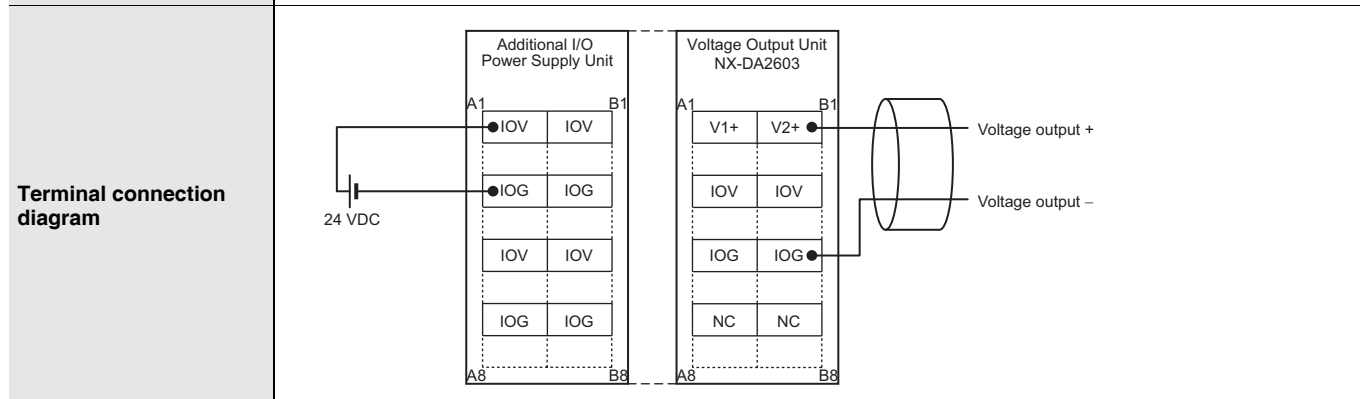 Terminal connection
diagram
Additional I/O
Power Supply Unit
A1 B1
IOV IOV
IOG IOG
IOV IOV
IOG IOG
A8 B8
24 VDC
Voltage Output Unit
NX-DA2603
A1 B1
V1+ V2+
IOV IOV
IOG IOG
NC NC
A8 B8
Voltage output +
Voltage output −